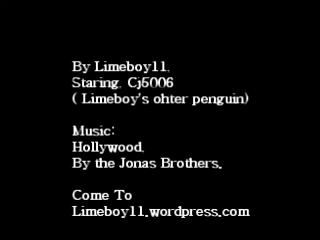 By Limeboy11.
Staring. Cj5006
( Limeboy's ohter penguin)
Music:
Hollywood.
By the Jonas Brothers.
Come To
Limeboy11.wordpress.com